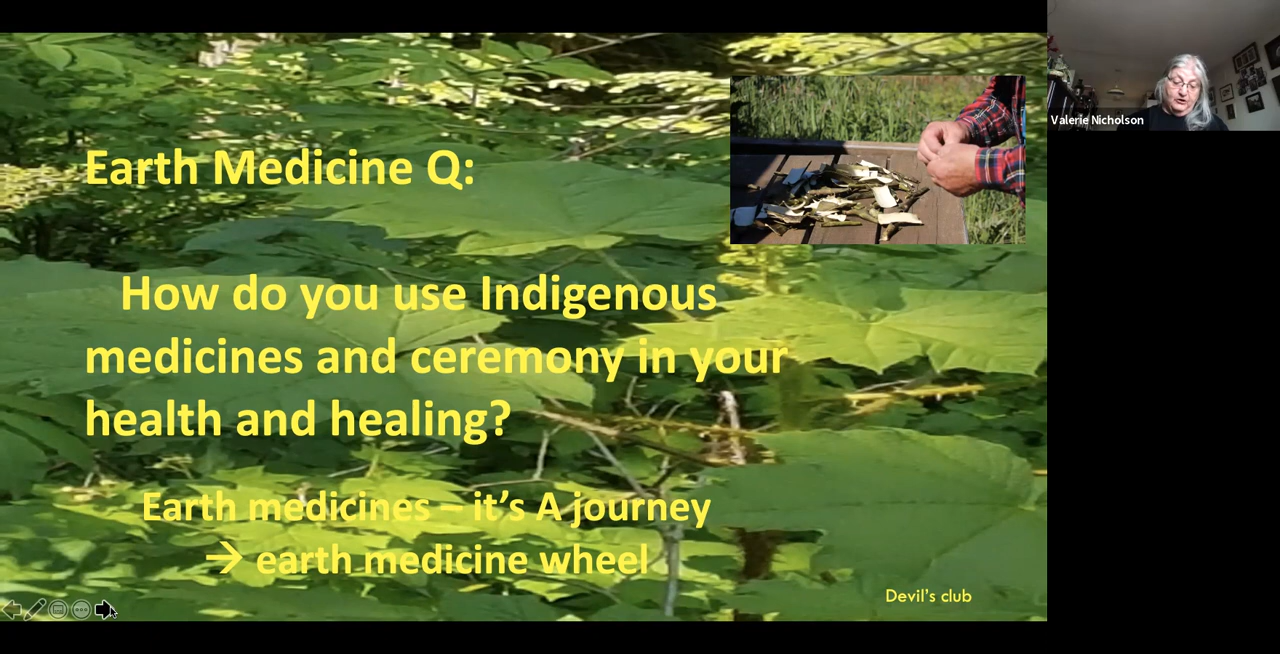 Earth Medicine Q:
How do you use Indigenous
medicines and ceremony in your
health and healing?
Earth medicines – it’s A journey
→ earth medicine wheel
Devil’s club
Valerie Nicholson